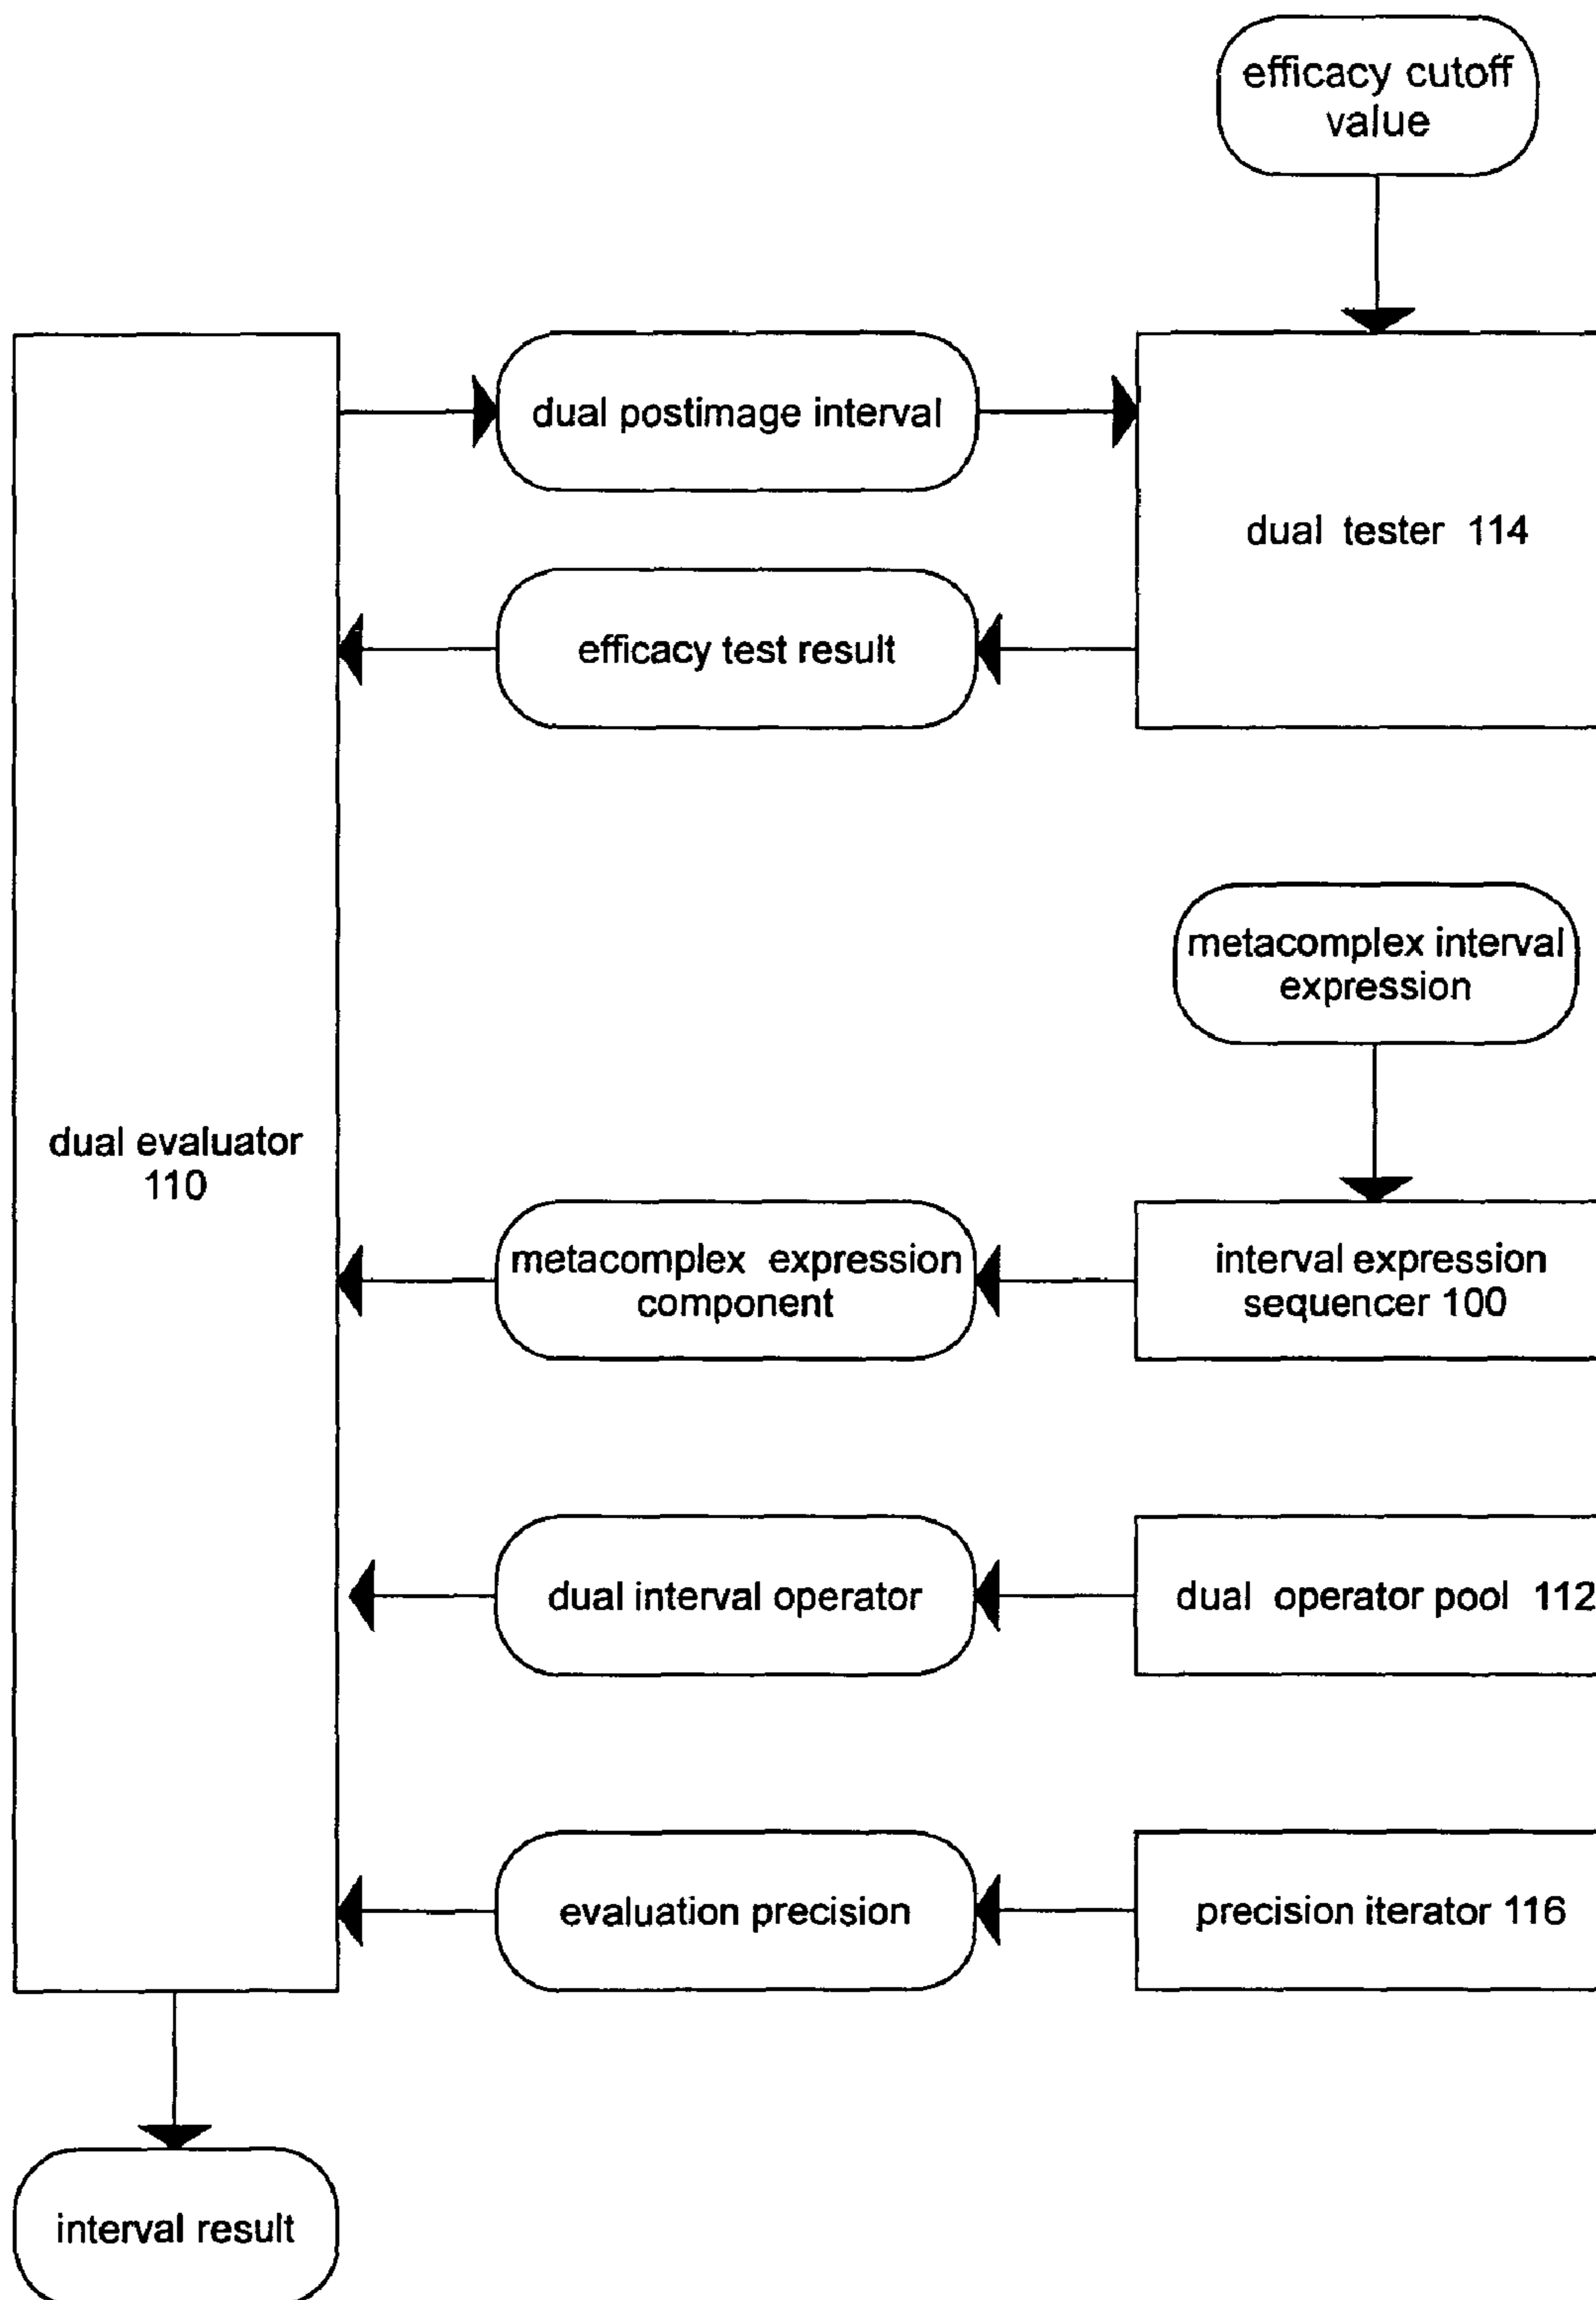 efficacy cutoff
value
dual postimage interval
dual tester 114
efficacy test result
metacomplex interval
expression
dual evaluator
110
metacomplex expression
component
interval expression
sequencer 100
dual interval operator
dual operator pool 112
evaluation precision
precision iterator 116
interval result